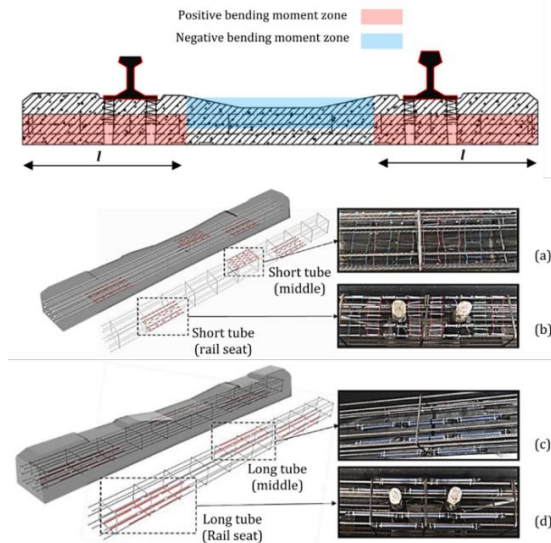 Positive bending moment zone
Negative bending moment zone
l
l
Short tube
(middle)
(a)
Short tube
(rail seat)
(b)
Long tube
(middle)
(c)
Long tube
(Rail seat)
(d)